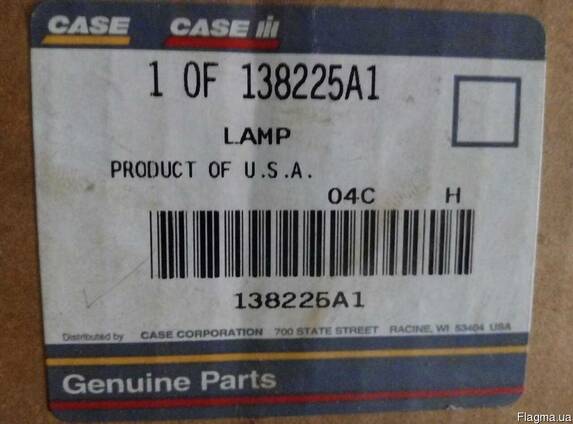 CASE CASE III
1 OF 138225A1
LAMP
PRODUCT OF U.S.A.
04C H
138225A1
Distributed by CASE CORPORATION 700 STATE STREET RACINE, WI 53404 USA
Genuine Parts
Flagma.ua